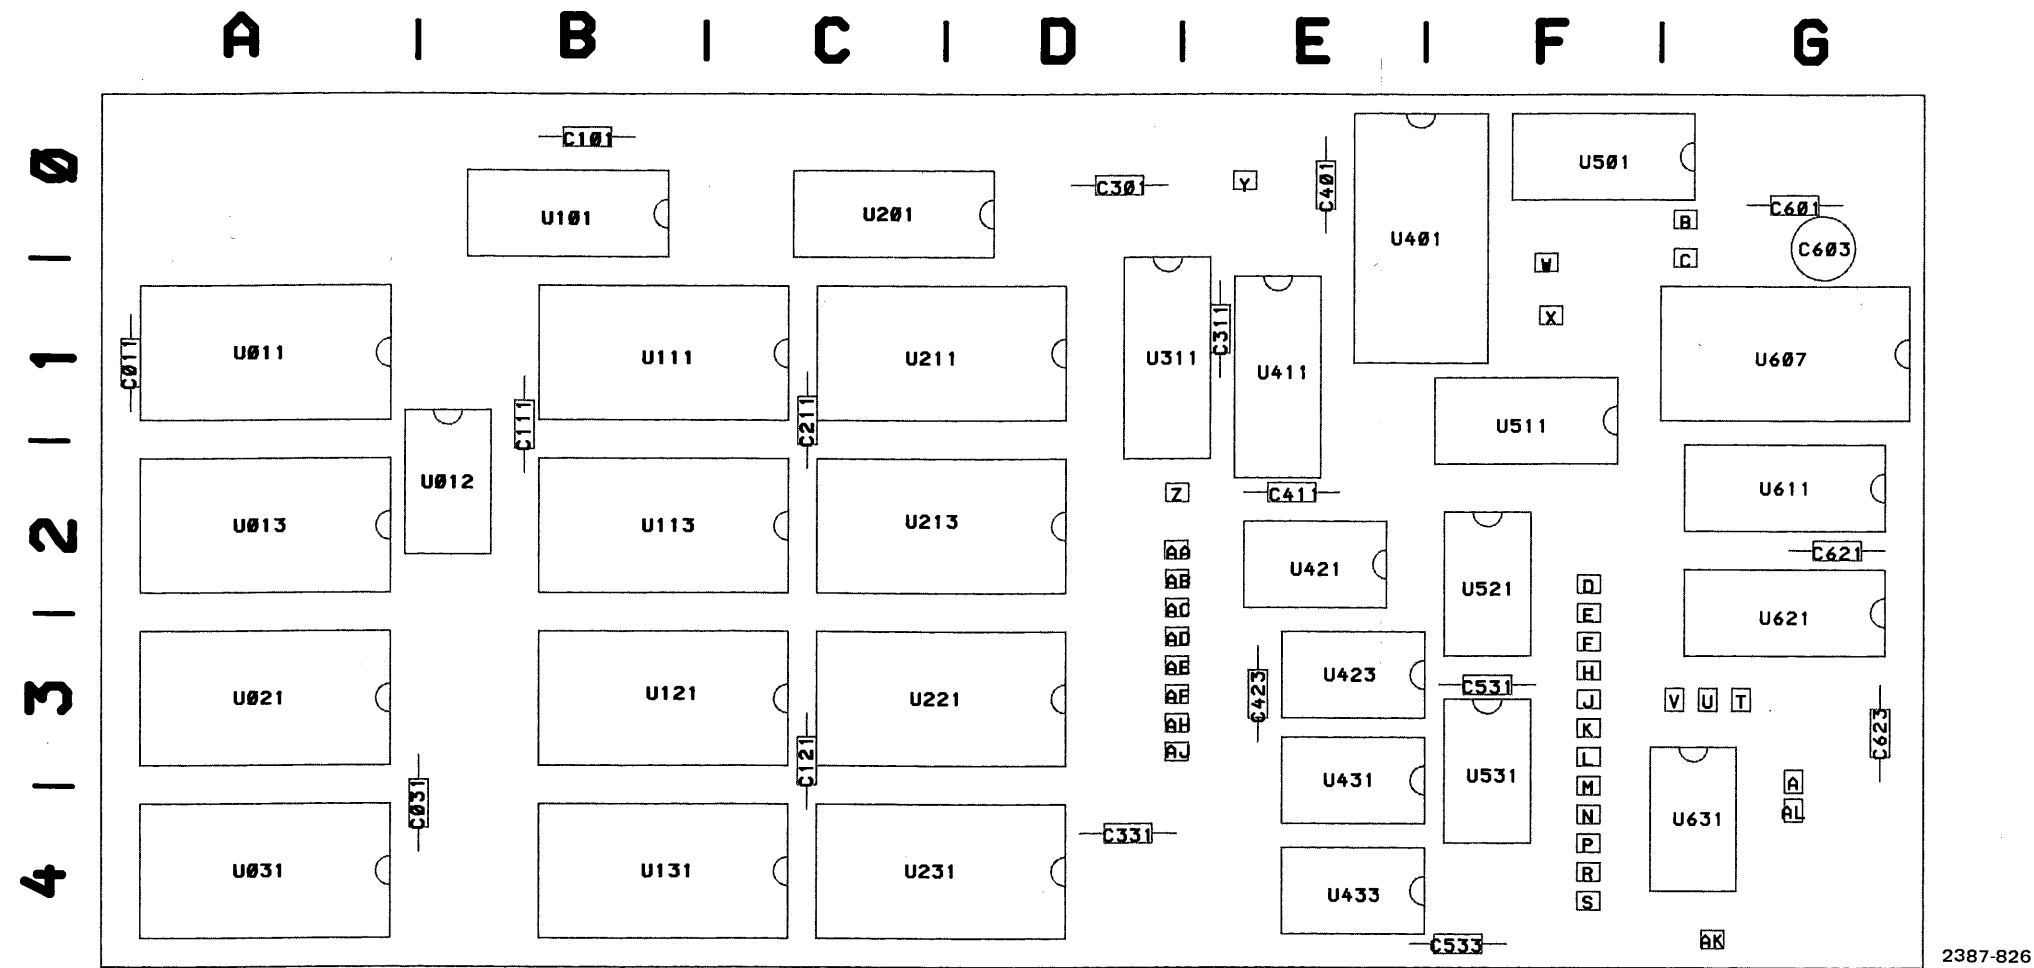 A | B | C | D | E | F | G
Ø | 1 | 2 | 3 | 4
C101
U101
U201
C301
Y
C401
U401
U501
B
C
C601
C603
W
X
C011
U011
U111
U211
U311
C311
U411
U607
U511
C111
C211
U012
U013
U113
U213
Z
C411
U611
C621
AA
AB
AC
AD
AE
AF
AH
AJ
U421
U521
D
E
F
H
J
K
L
M
N
P
R
S
U621
U021
U121
U221
C423
U423
C531
V U T
C623
C031
C121
U431
U531
U631
A
AL
C331
U031
U131
U231
U433
C533
AK
2387-826